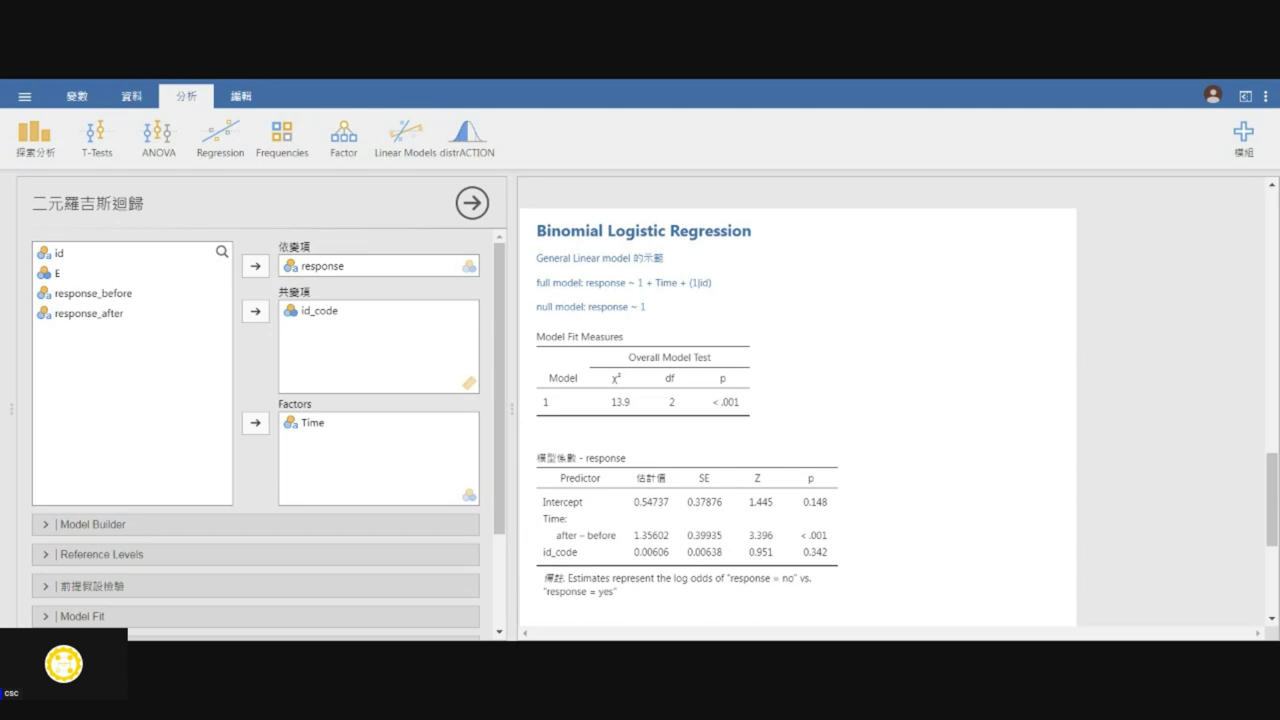 變數
資料
分析
編輯
探索分析
T-Tests
ANOVA
Regression
Frequencies
Factor
Linear Models
distrACTION
模組
二元羅吉斯迴歸
id
E
response_before
response_after
依變項
response
共變項
id_code
Factors
Time
| Model Builder
| Reference Levels
| 前提假設檢驗
| Model Fit
Binomial Logistic Regression
General Linear model 的示範
full model: response ~ 1 + Time + (1|id)
null model: response ~ 1
Model Fit Measures
Overall Model Test
Model χ² df p
1 13.9 2 < .001
模型係數 - response
Predictor 估計值 SE Z p
Intercept 0.54737 0.37876 1.445 0.148
Time:
after – before 1.35602 0.39935 3.396 < .001
id_code 0.00606 0.00638 0.951 0.342
備註. Estimates represent the log odds of "response = no" vs.
"response = yes"
csc